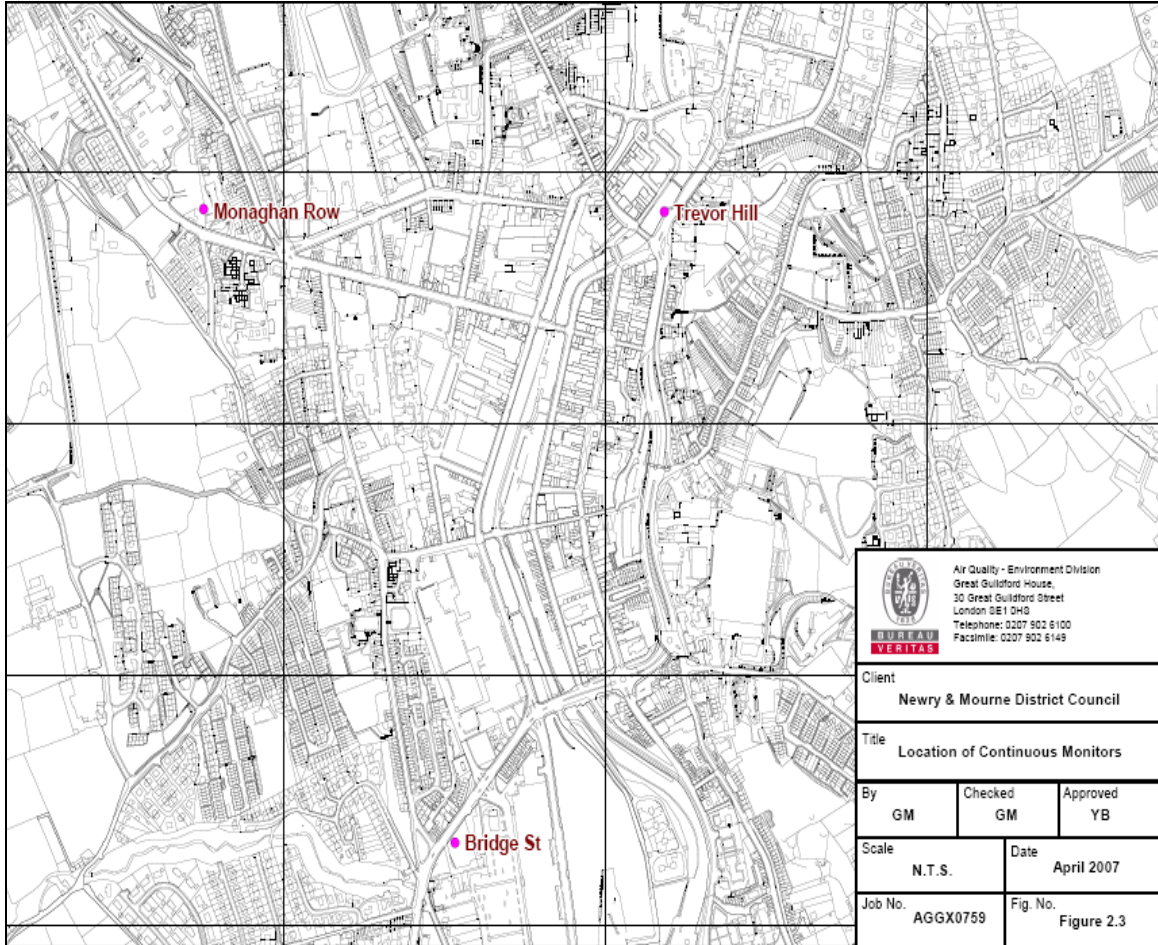 Monaghan Row
Trevor Hill
Bridge St
BUREAU VERITAS
1828
BUREAU
VERITAS
Air Quality - Environment Division
Great Guildford House,
30 Great Guildford Street
London SE1 0HS
Telephone: 0207 902 6100
Facsimile: 0207 902 6149
Client
Newry & Mourne District Council
Title
Location of Continuous Monitors
By
GM
Checked
GM
Approved
YB
Scale
N.T.S.
Date
April 2007
Job No.
AGGX0759
Fig. No.
Figure 2.3